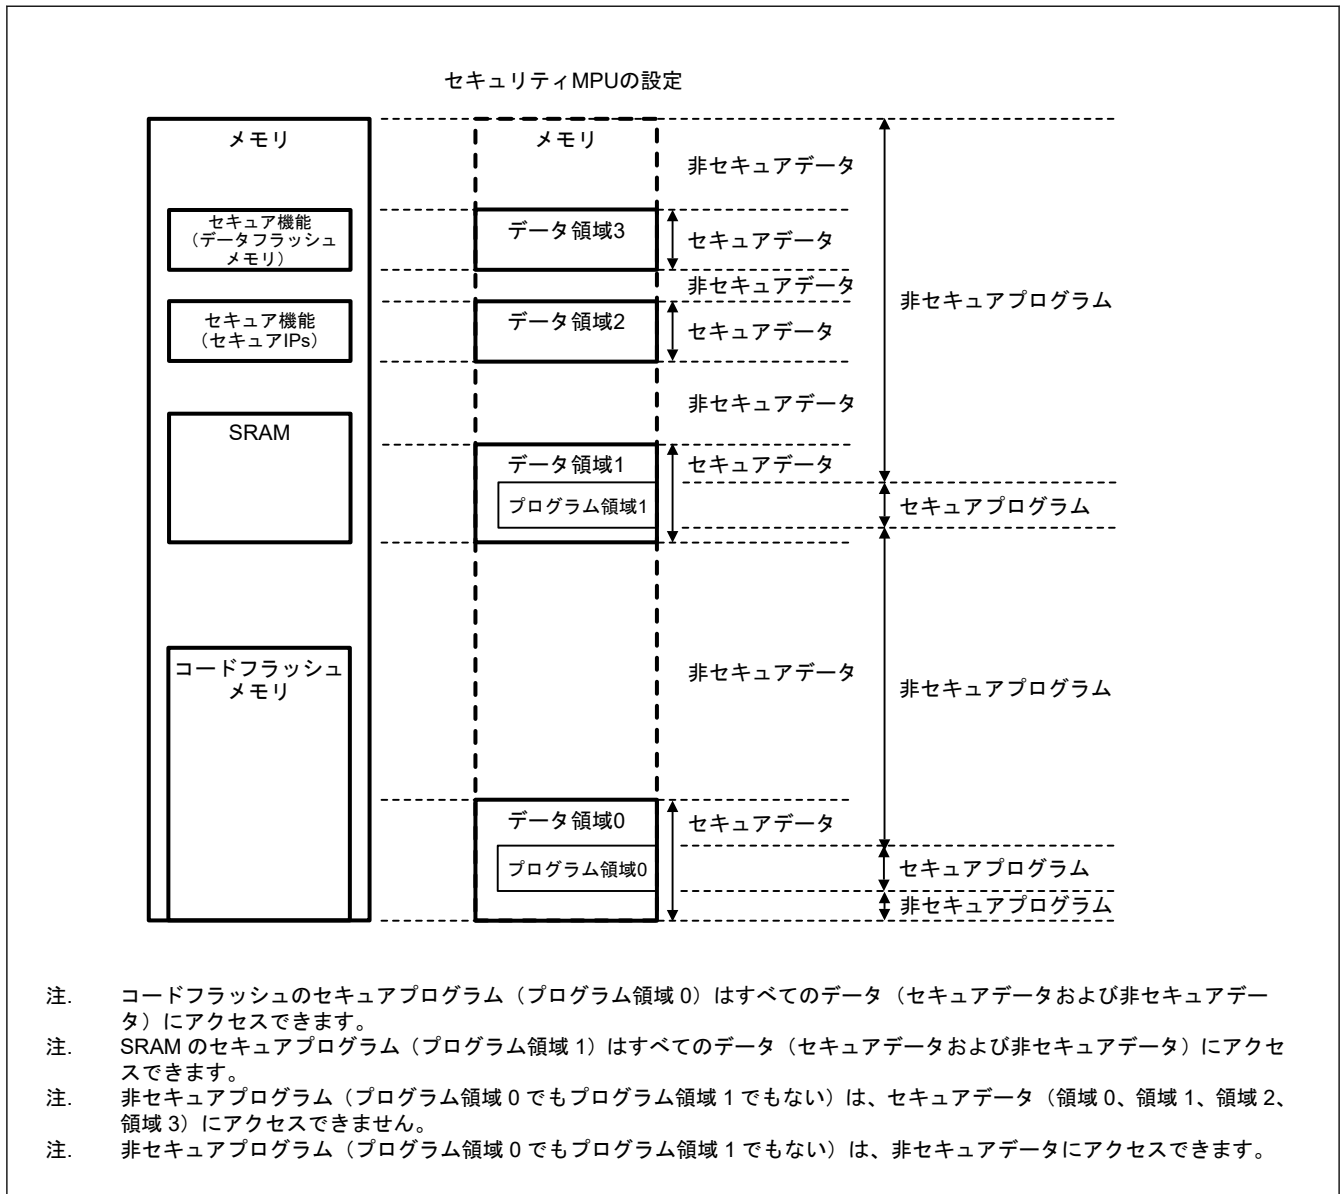 セキュリティMPUの設定
メモリ
セキュア機能
（データフラッシュ
メモリ）
セキュア機能
（セキュアIPs）
SRAM
コードフラッシュ
メモリ
メモリ
データ領域3
データ領域2
データ領域1
プログラム領域1
データ領域0
プログラム領域0
非セキュアデータ
セキュアデータ
非セキュアデータ
セキュアデータ
非セキュアデータ
セキュアデータ
非セキュアデータ
セキュアデータ
非セキュアプログラム
セキュアプログラム
非セキュアプログラム
セキュアプログラム
非セキュアプログラム
注. コードフラッシュのセキュアプログラム（プログラム領域 0）はすべてのデータ（セキュアデータおよび非セキュアデー
タ）にアクセスできます。
注. SRAM のセキュアプログラム（プログラム領域 1）はすべてのデータ（セキュアデータおよび非セキュアデータ）にアクセ
スできます。
注. 非セキュアプログラム（プログラム領域 0 でもプログラム領域 1 でもない）は、セキュアデータ（領域 0、領域 1、領域 2、
領域 3）にアクセスできません。
注. 非セキュアプログラム（プログラム領域 0 でもプログラム領域 1 でもない）は、非セキュアデータにアクセスできます。